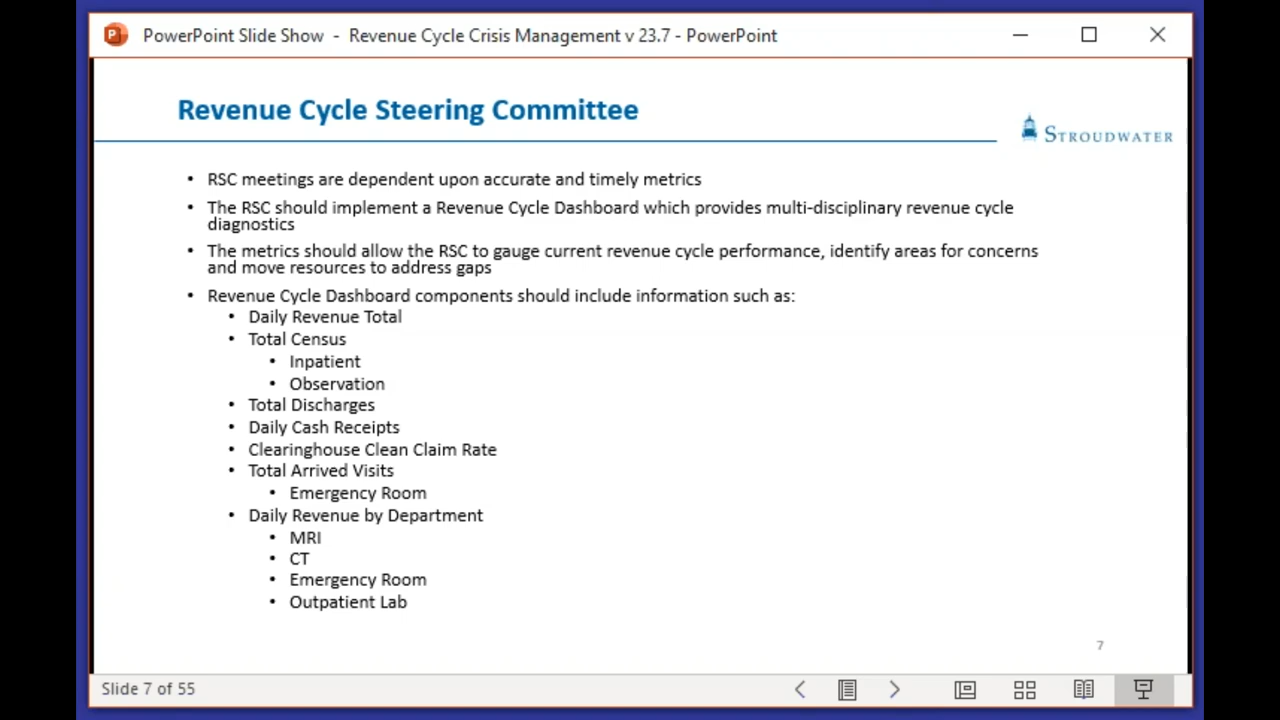 PowerPoint Slide Show - Revenue Cycle Crisis Management v 23.7 - PowerPoint
Revenue Cycle Steering Committee
STROUDWATER
• RSC meetings are dependent upon accurate and timely metrics
• The RSC should implement a Revenue Cycle Dashboard which provides multi-disciplinary revenue cycle
diagnostics
• The metrics should allow the RSC to gauge current revenue cycle performance, identify areas for concerns
and move resources to address gaps
• Revenue Cycle Dashboard components should include information such as:
• Daily Revenue Total
• Total Census
• Inpatient
• Observation
• Total Discharges
• Daily Cash Receipts
• Clearinghouse Clean Claim Rate
• Total Arrived Visits
• Emergency Room
• Daily Revenue by Department
• MRI
• CT
• Emergency Room
• Outpatient Lab
7
Slide 7 of 55